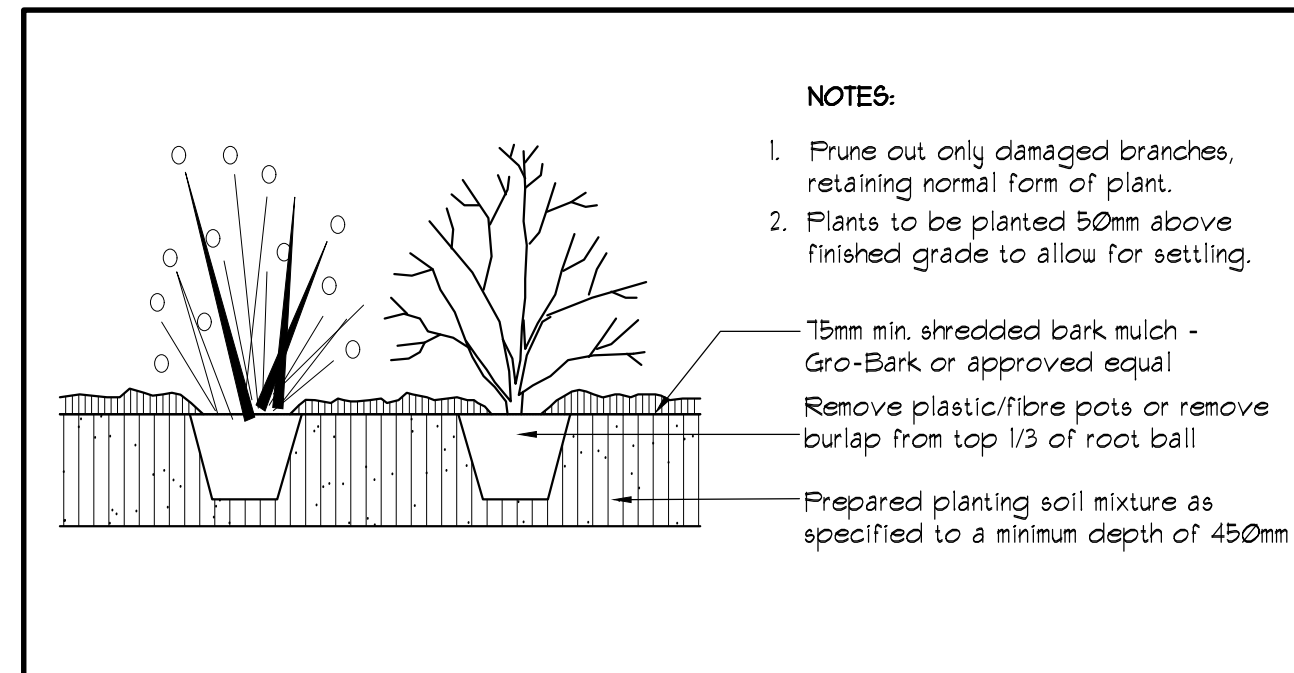 NOTES:
1. Prune out only damaged branches,
retaining normal form of plant.
2. Plants to be planted 50mm above
finished grade to allow for settling.
75mm min. shredded bark mulch -
Gro-Bark or approved equal
Remove plastic/fibre pots or remove
burlap from top 1/3 of root ball
Prepared planting soil mixture as
specified to a minimum depth of 450mm